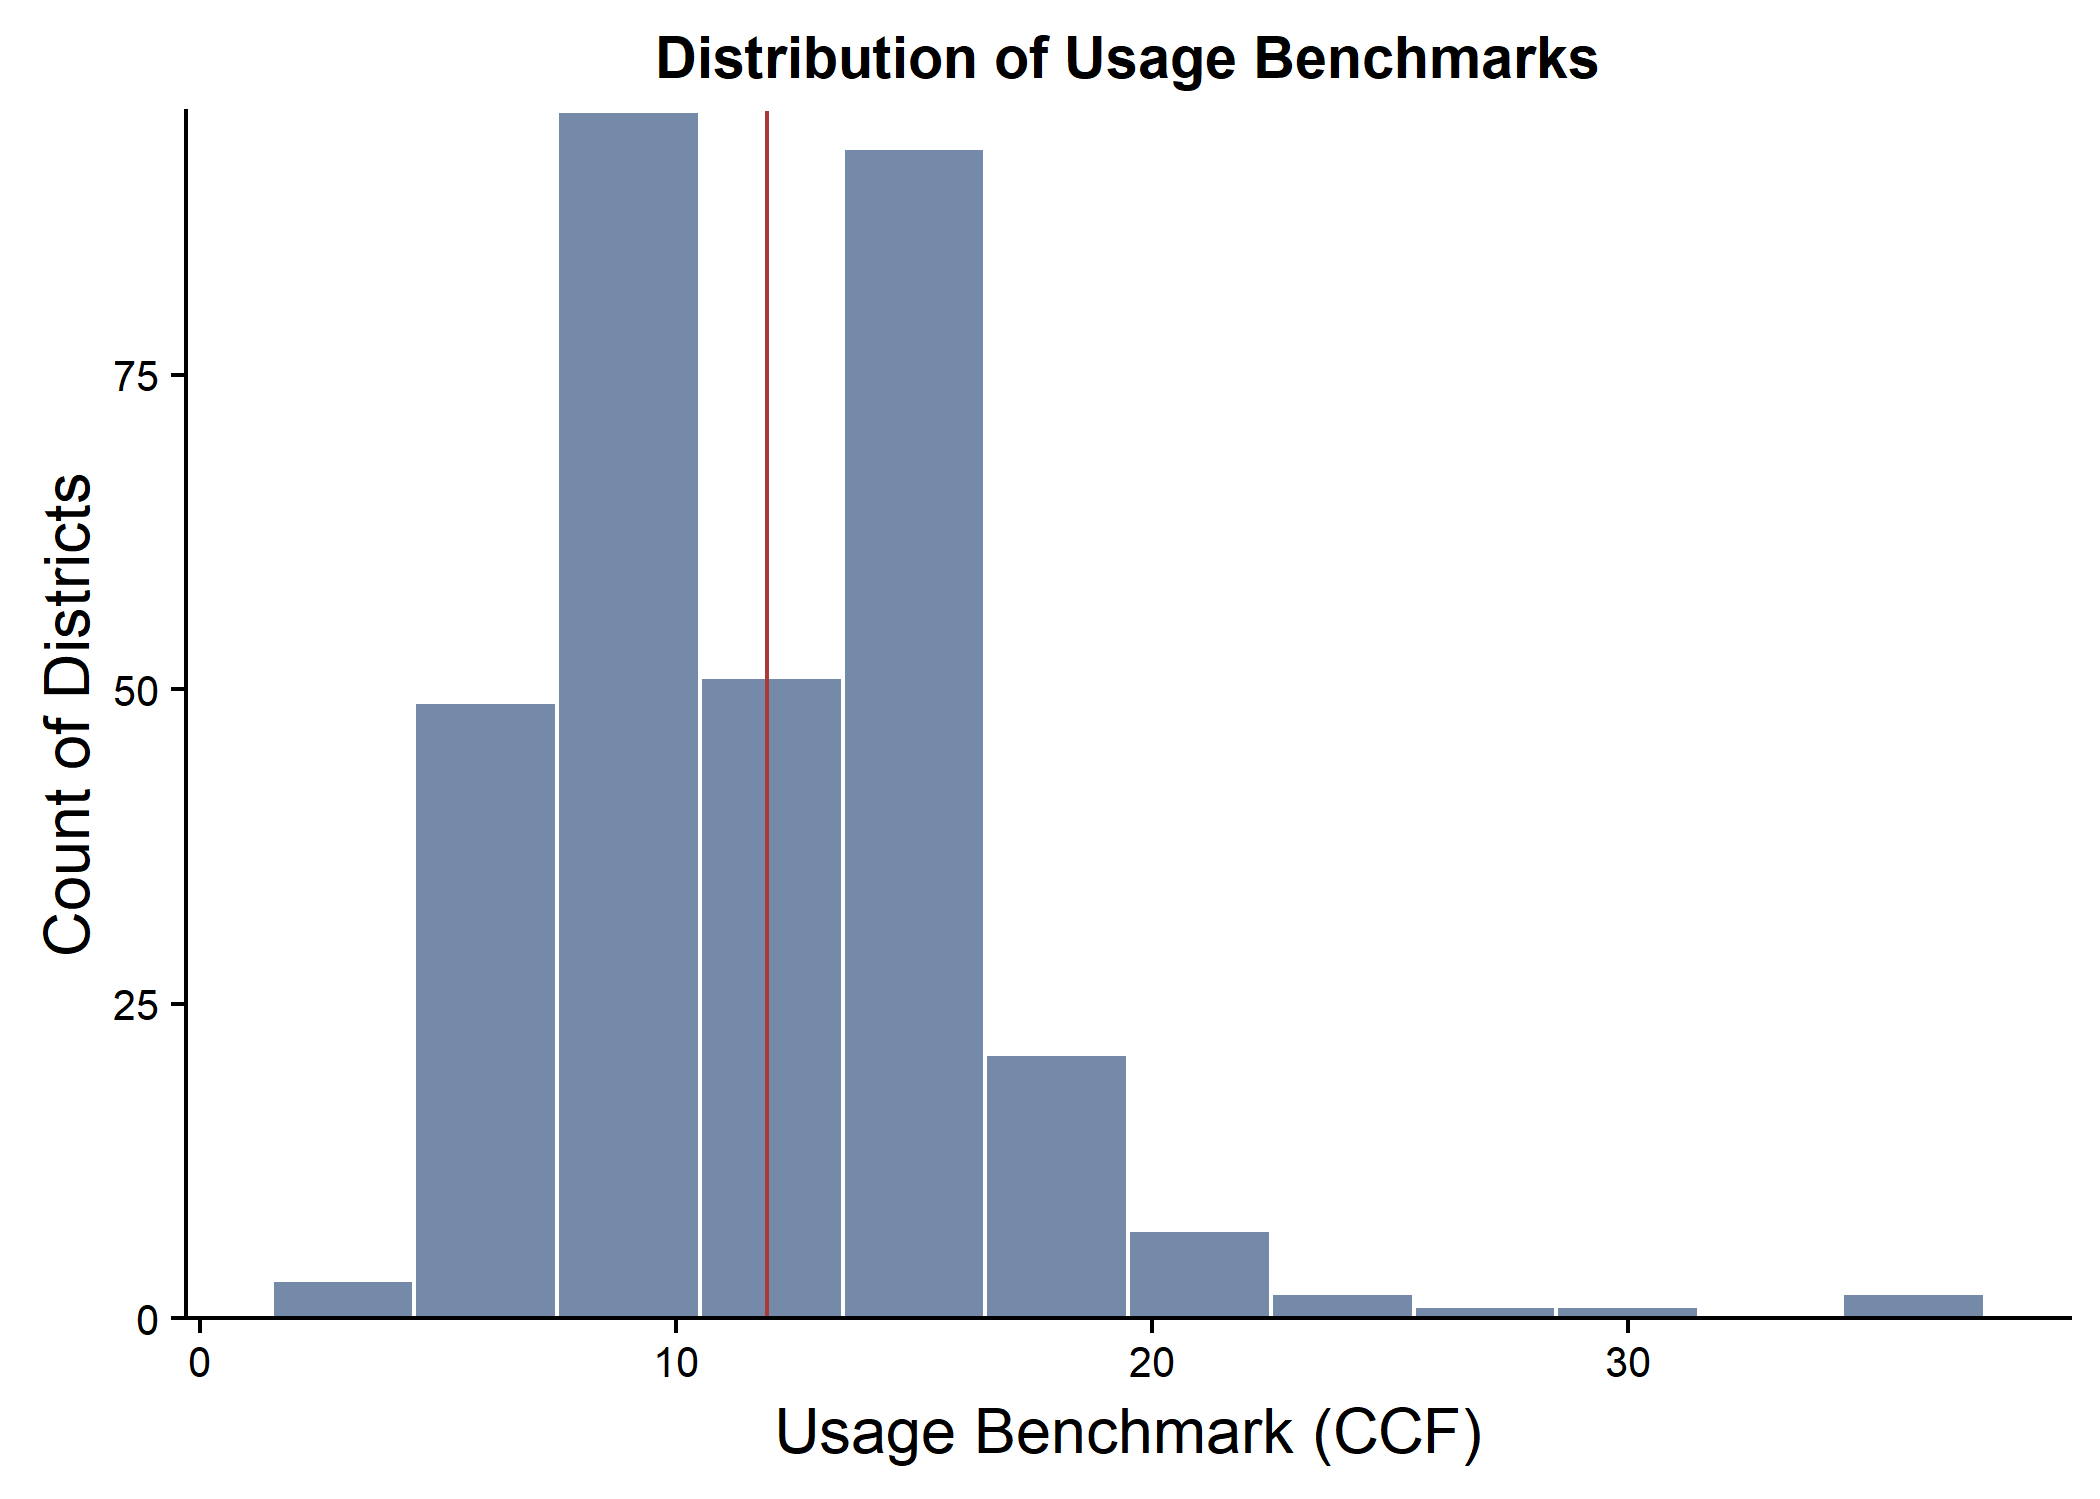 Distribution of Usage Benchmarks
75
50
25
0
Count of Districts
0 10 20 30
Usage Benchmark (CCF)